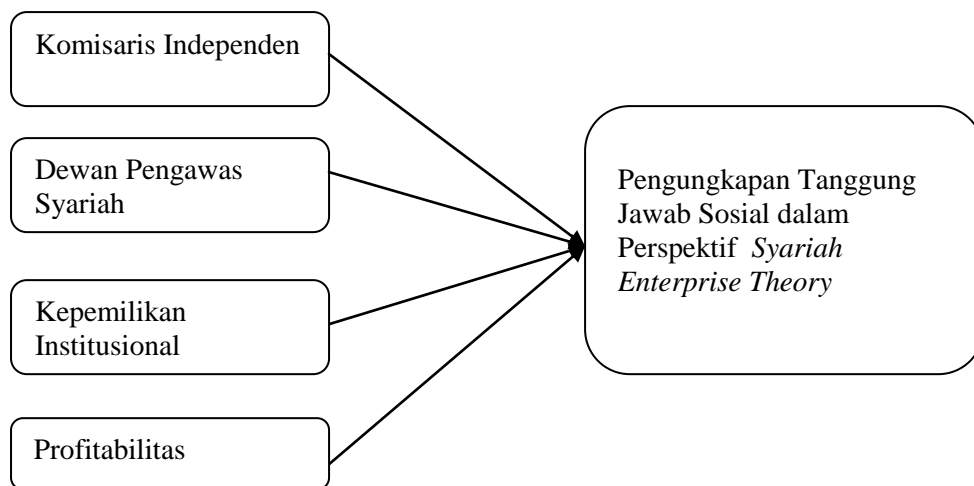 Komisaris Independen
Dewan Pengawas
Syariah
Kepemilikan
Institusional
Profitabilitas
Pengungkapan Tanggung
Jawab Sosial dalam
Perspektif Syariah
Enterprise Theory